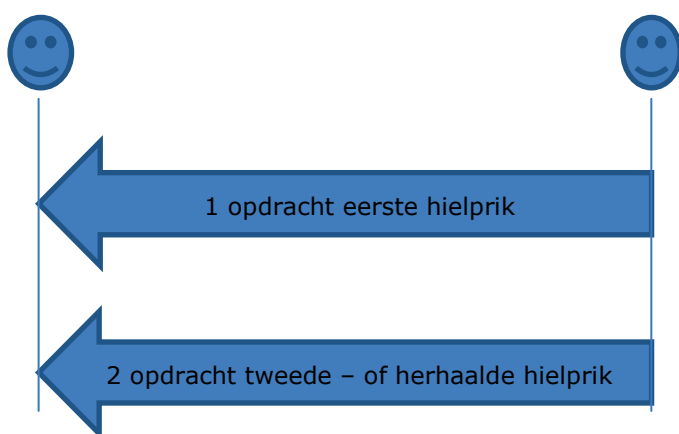 1 opdracht eerste hielprik
2 opdracht tweede – of herhaalde hielprik